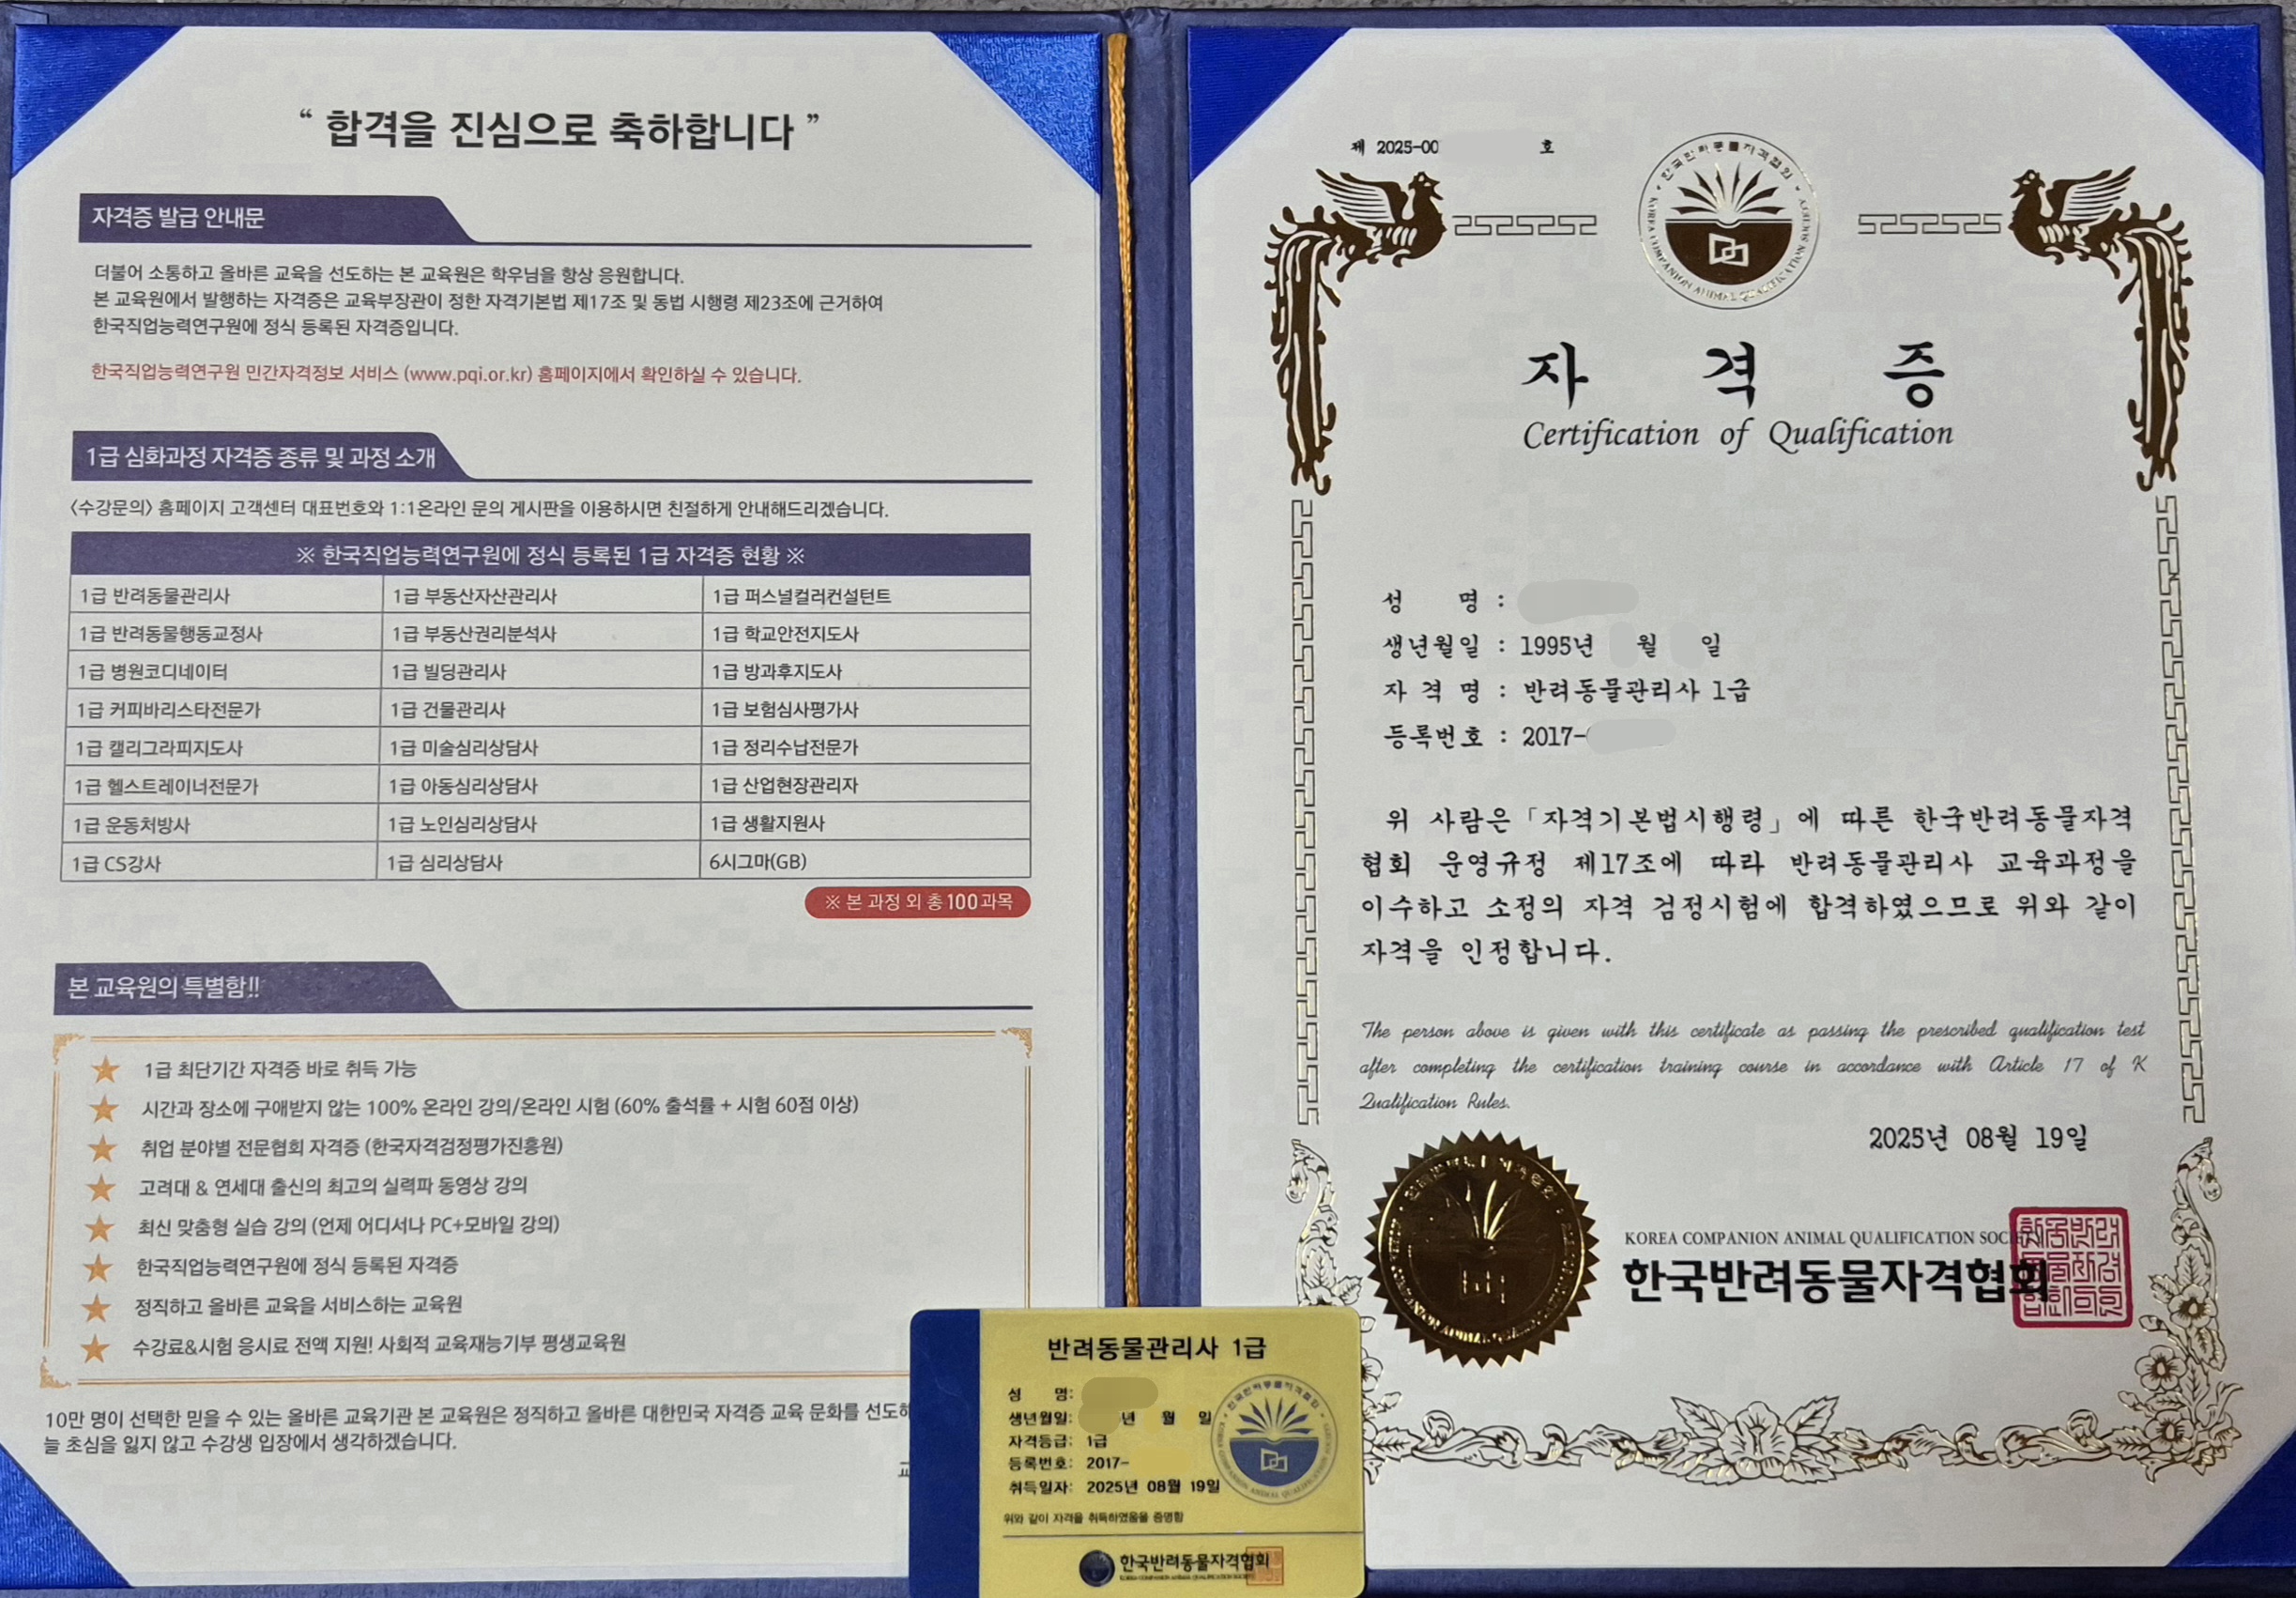 “ 합격을 진심으로 축하합니다 ”
자격증 발급 안내문
더불어 소통하고 올바른 교육을 선도하는 본 교육원은 학우님을 항상 응원합니다.
본 교육원에서 발행하는 자격증은 교육부장관이 정한 자격기본법 제17조 및 동법 시행령 제23조에 근거하여
한국직업능력연구원에 정식 등록된 자격증입니다.
한국직업능력연구원 민간자격정보 서비스 (www.pqi.or.kr) 홈페이지에서 확인하실 수 있습니다.
1급 심화과정 자격증 종류 및 과정 소개
〈수강문의〉 홈페이지 고객센터 대표번호와 1:1온라인 문의 게시판을 이용하시면 친절하게 안내해드리겠습니다.
※ 한국직업능력연구원에 정식 등록된 1급 자격증 현황 ※
1급 반려동물관리사 1급 부동산자산관리사 1급 퍼스널컬러컨설턴트
1급 반려동물행동교정사 1급 부동산권리분석사 1급 학교안전지도사
1급 병원코디네이터 1급 빌딩관리사 1급 방과후지도사
1급 커피바리스타전문가 1급 건물관리사 1급 보험심사평가사
1급 캘리그라피지도사 1급 미술심리상담사 1급 정리수납전문가
1급 헬스트레이너전문가 1급 아동심리상담사 1급 산업현장관리자
1급 운동처방사 1급 노인심리상담사 1급 생활지원사
1급 CS강사 1급 심리상담사 6시그마(GB)
※ 본 과정 외 총 100과목
본 교육원의 특별함!!
1급 최단기간 자격증 바로 취득 가능
시간과 장소에 구애받지 않는 100% 온라인 강의/온라인 시험 (60% 출석률 + 시험 60점 이상)
취업 분야별 전문협회 자격증 (한국자격검정평가진흥원)
고려대 & 연세대 출신의 최고의 실력파 동영상 강의
최신 맞춤형 실습 강의 (언제 어디서나 PC+모바일 강의)
한국직업능력연구원에 정식 등록된 자격증
정직하고 올바른 교육을 서비스하는 교육원
수강료&시험 응시료 전액 지원! 사회적 교육재능기부 평생교육원
10만 명이 선택한 믿을 수 있는 올바른 교육기관 본 교육원은 정직하고 올바른 대한민국 자격증 교육 문화를
늘 초심을 잃지 않고 수강생 입장에서 생각하겠습니다.
제 2025-00 호
한국반려동물자격협회
KOREA COMPANION ANIMAL QUALIFICATION SOCIETY
자 격 증
Certification of Qualification
성 명 :
생년월일 : 1995년 월 일
자 격 명 : 반려동물관리사 1급
등록번호 : 2017-
위 사람은 「자격기본법시행령」에 따른 한국반려동물자격
협회 운영규정 제17조에 따라 반려동물관리사 교육과정을
이수하고 소정의 자격 검정시험에 합격하였으므로 위와 같이
자격을 인정합니다.
The person above is given with this certificate as passing the prescribed qualification test
after completing the certification training course in accordance with Article 17 of K
Qualification Rules.
2025년 08월 19일
KOREA COMPANION ANIMAL QUALIFICATION SOCIETY
한국반려동물자격협회
반려동물관리사 1급
성 명:
생년월일: 년 월 일
자격등급: 1급
등록번호: 2017-
취득일자: 2025년 08월 19일
위와 같이 자격을 취득하였음을 증명함
한국반려동물자격협회
KOREA COMPANION ANIMAL QUALIFICATION SOCIETY